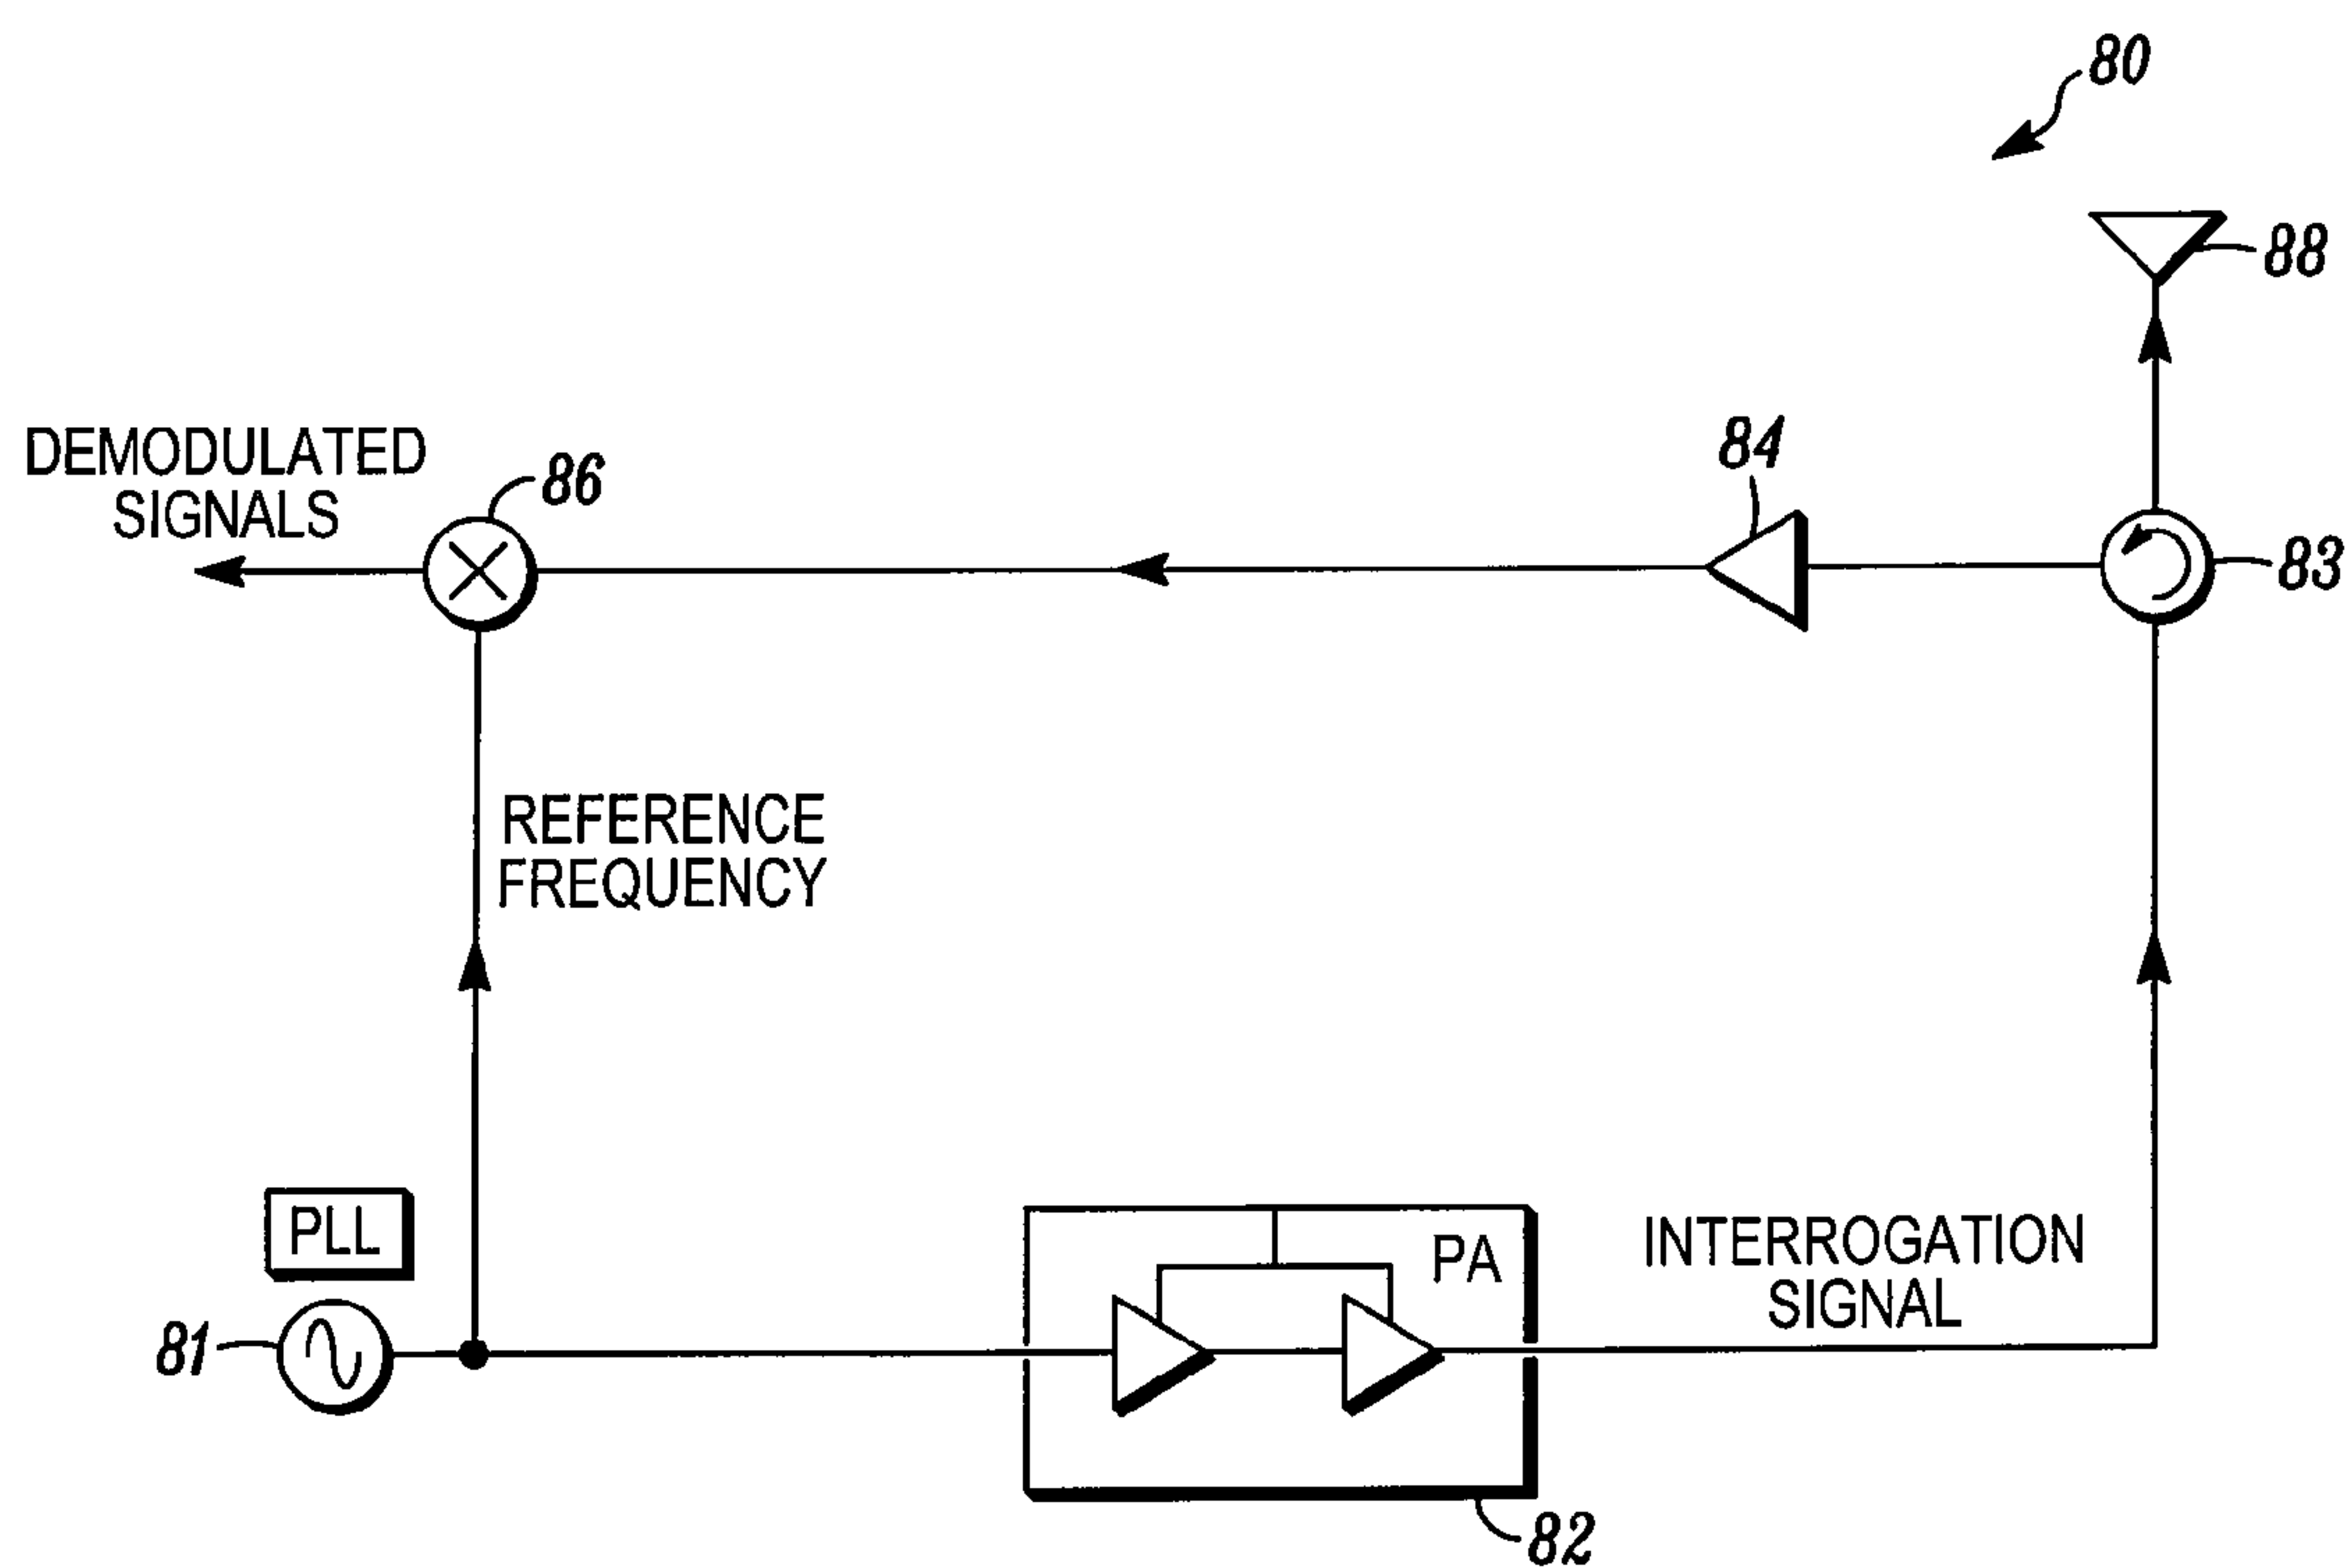 80
88
84
DEMODULATED
SIGNALS
86
83
REFERENCE
FREQUENCY
PLL
PA
INTERROGATION
SIGNAL
81
82